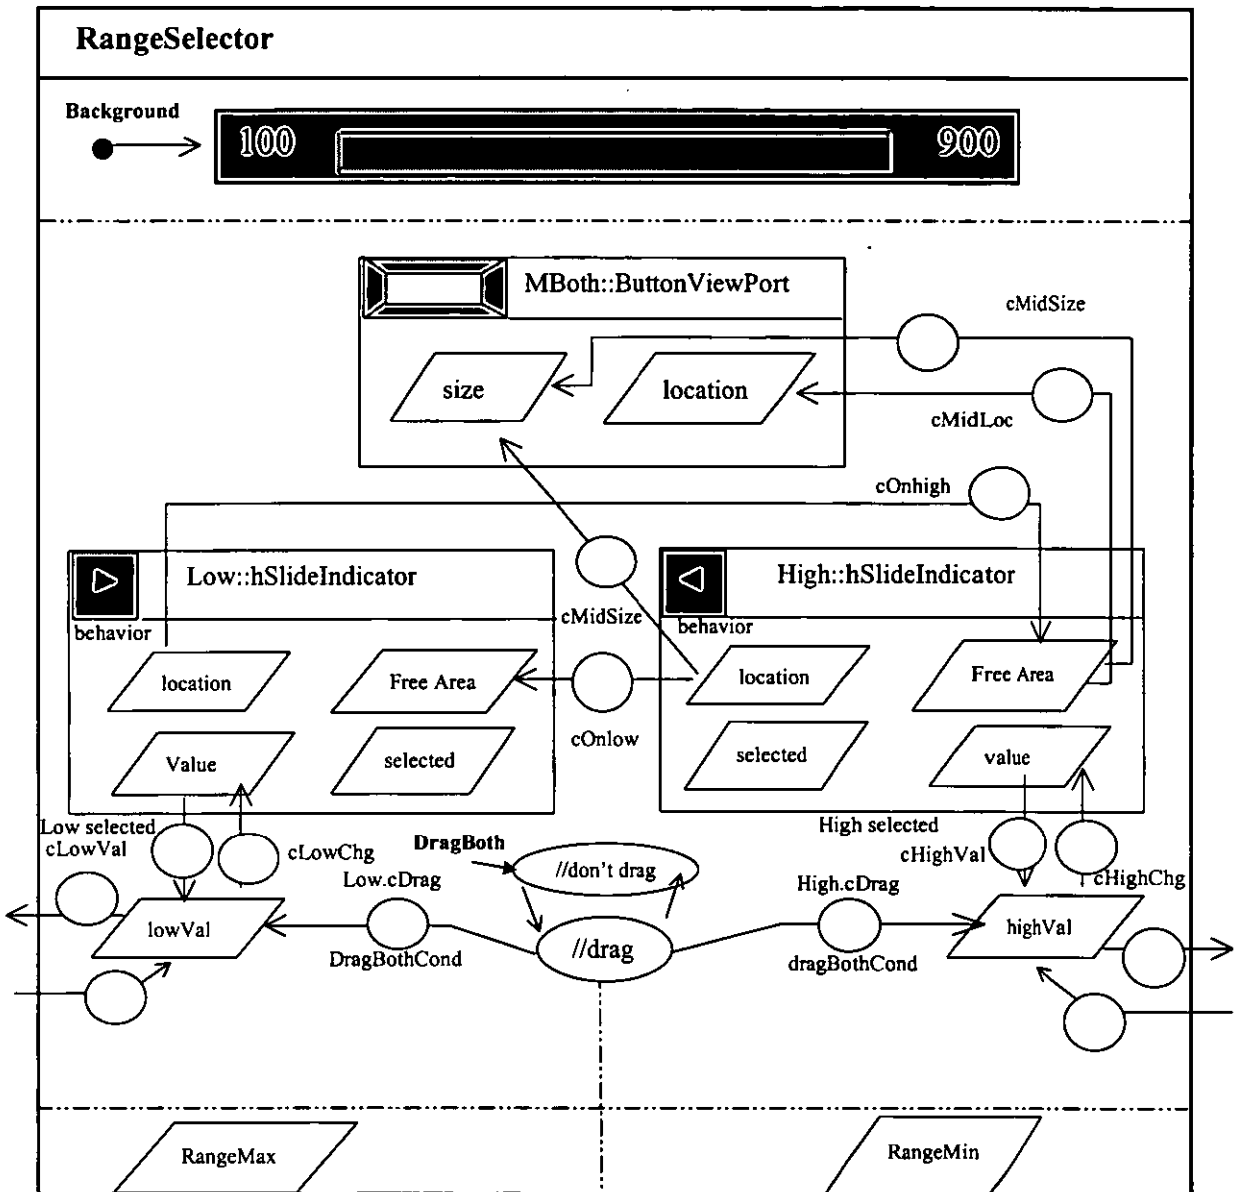 RangeSelector
Background
100
900
MBoth::ButtonViewPort
cMidSize
size
location
cMidLoc
cOnhigh
Low::hSlideIndicator
High::hSlideIndicator
behavior
cMidSize
behavior
location
Free Area
location
Free Area
cOnlow
Value
selected
selected
value
Low selected
cLowVal
cLowChg
DragBoth
High selected
cHighVal
cHighChg
//don't drag
Low.cDrag
High.cDrag
lowVal
//drag
highVal
DragBothCond
dragBothCond
RangeMax
RangeMin